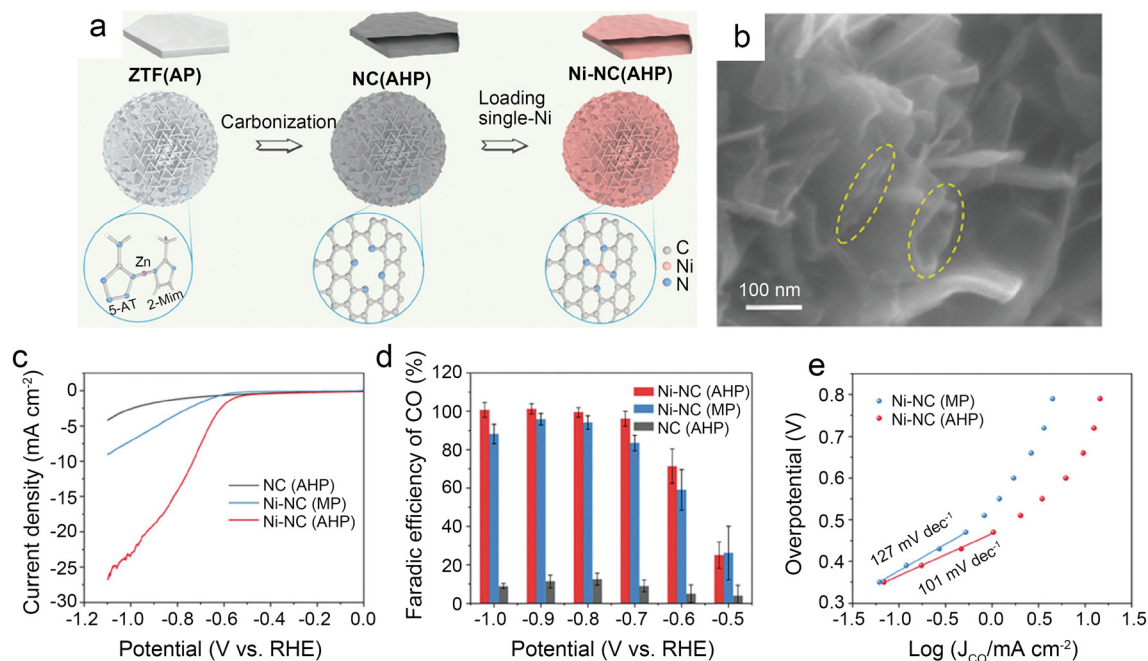 a
ZTF(AP)
NC(AHP)
Ni-NC(AHP)
Carbonization
Loading
single-Ni
Zn
5-AT
2-Mim
C
Ni
N
b
100 nm
c
Current density (mA cm⁻²)
0
-5
-10
-15
-20
-25
-30
NC (AHP)
Ni-NC (MP)
Ni-NC (AHP)
-1.2
-1.0
-0.8
-0.6
-0.4
-0.2
0.0
Potential (V vs. RHE)
d
Faradic efficiency of CO (%)
120
100
80
60
40
20
0
Ni-NC (AHP)
Ni-NC (MP)
NC (AHP)
-1.0
-0.9
-0.8
-0.7
-0.6
-0.5
Potential (V vs. RHE)
e
Overpotential (V)
0.8
0.7
0.5
0.4
0.3
Ni-NC (MP)
Ni-NC (AHP)
127 mV dec⁻¹
101 mV dec⁻¹
-1.5
-1.0
-0.5
0.0
0.5
1.0
1.5
Log (J_CO/mA cm⁻²)